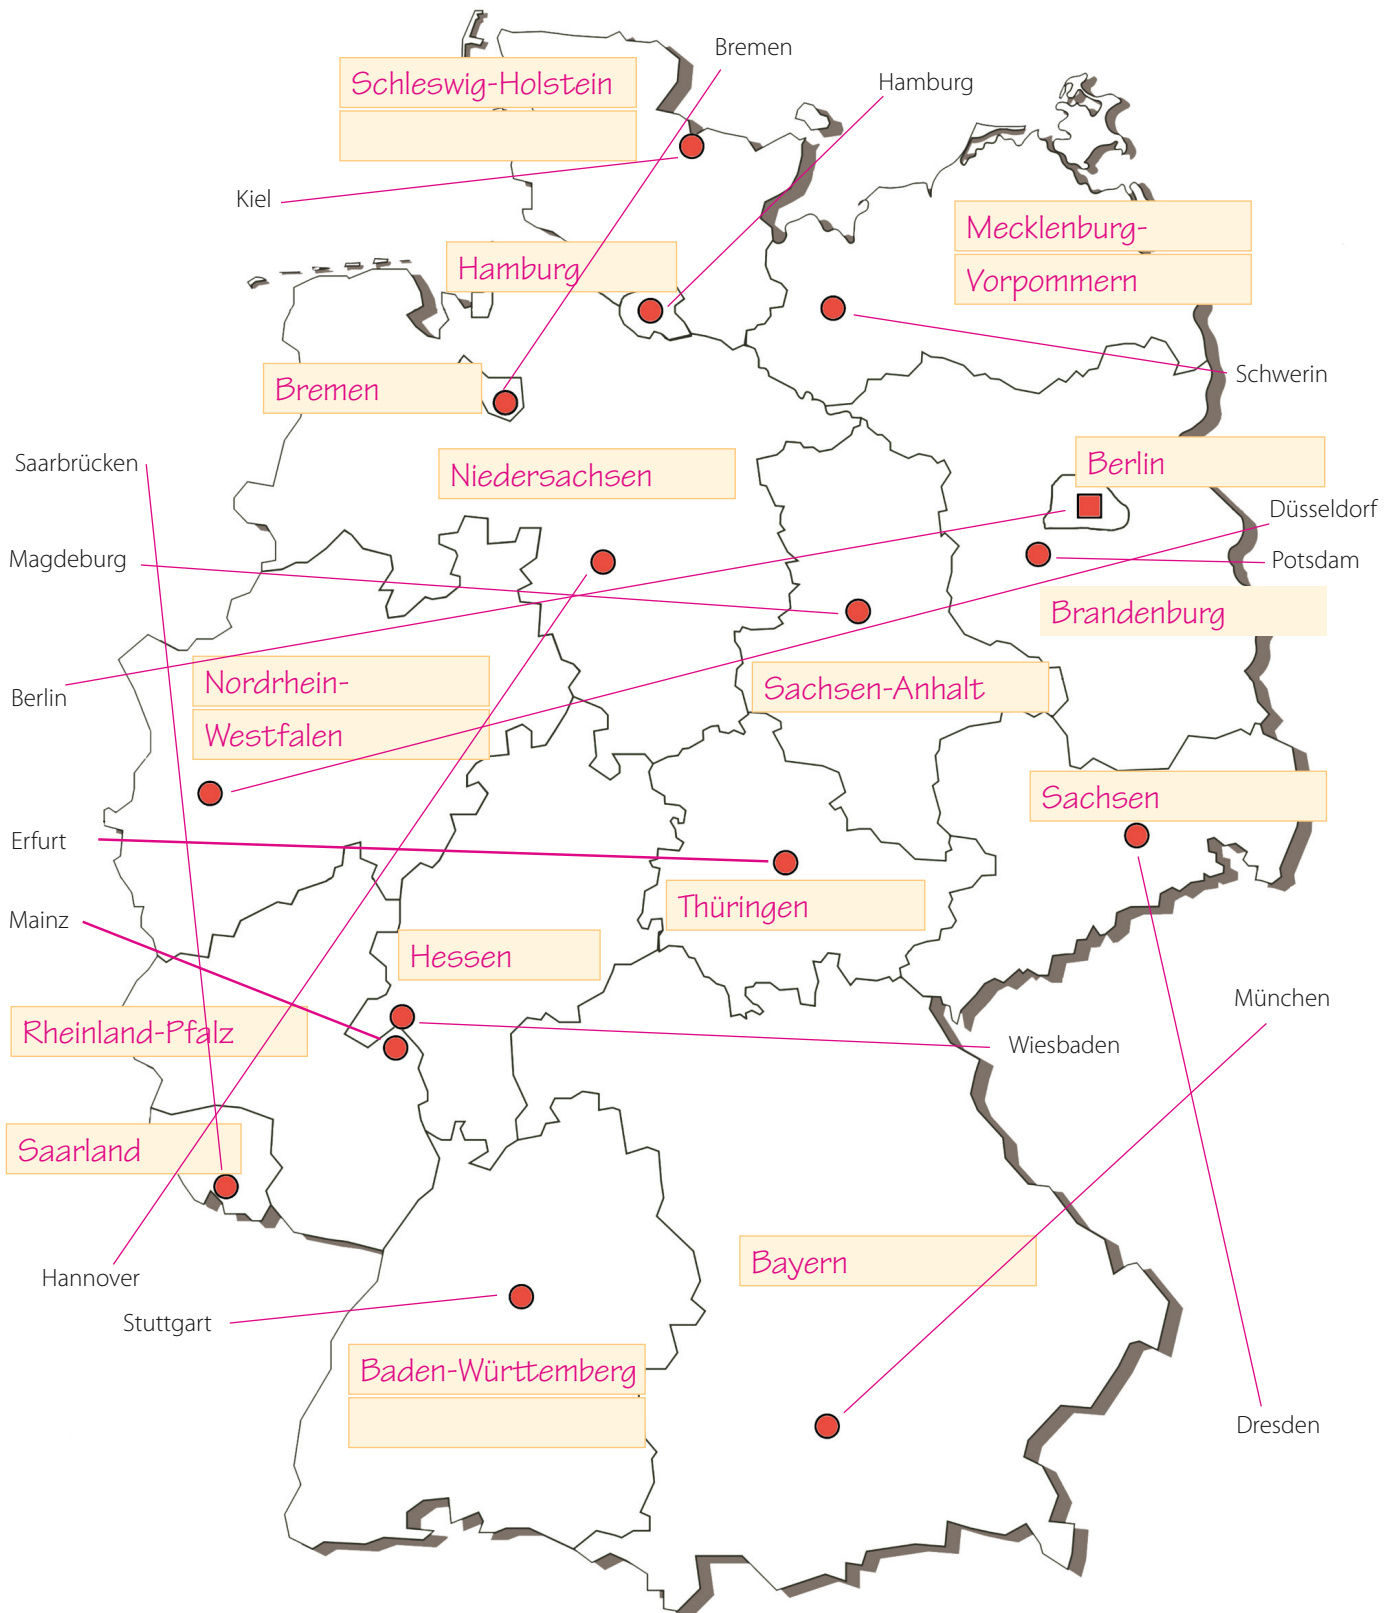 Bremen
Schleswig-Holstein
Hamburg
Kiel
Mecklenburg-
Vorpommern
Hamburg
Schwerin
Bremen
Saarbrücken
Niedersachsen
Berlin
Düsseldorf
Magdeburg
Potsdam
Brandenburg
Berlin
Nordrhein-
Westfalen
Sachsen-Anhalt
Sachsen
Erfurt
Thüringen
Mainz
Hessen
München
Rheinland-Pfalz
Wiesbaden
Saarland
Hannover
Bayern
Stuttgart
Baden-Württemberg
Dresden